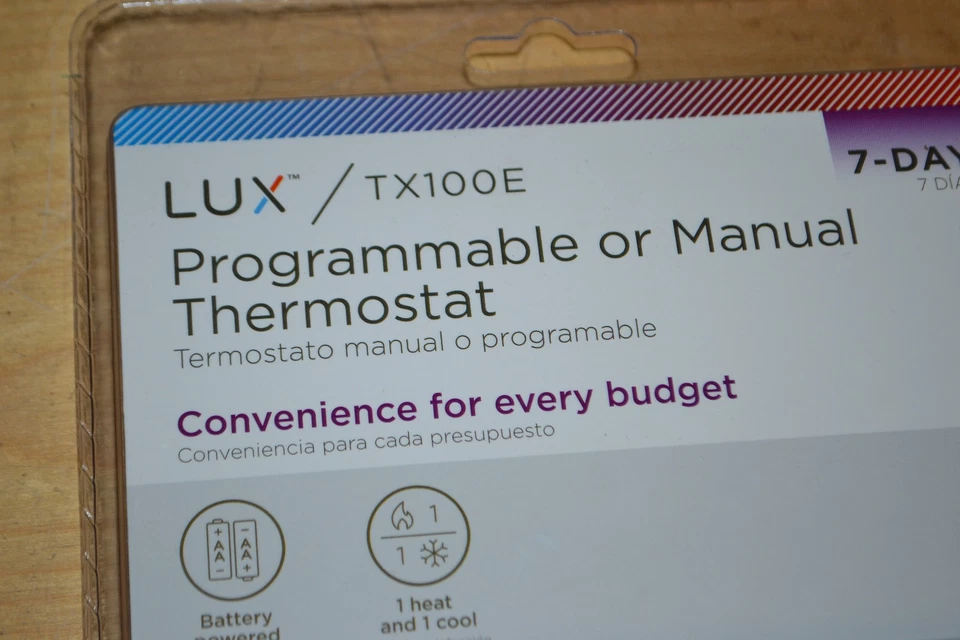 LUX™ / TX100E
7-DAY
7 DÍA
Programmable or Manual
Thermostat
Termostato manual o programable
Convenience for every budget
Conveniencia para cada presupuesto
+ -
A A
A A
- +
1
1
Battery
powered
1 heat
and 1 cool